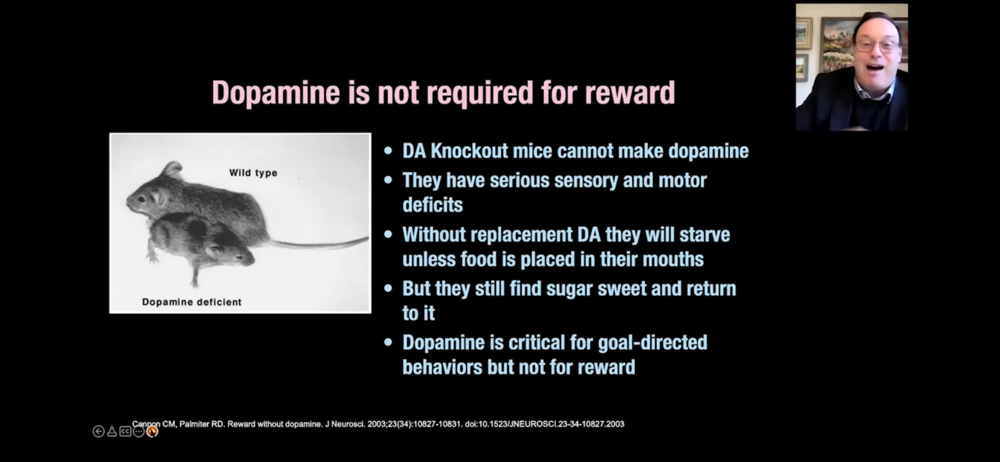 Dopamine is not required for reward
Wild type
Dopamine deficient
• DA Knockout mice cannot make dopamine
• They have serious sensory and motor
deficits
• Without replacement DA they will starve
unless food is placed in their mouths
• But they still find sugar sweet and return
to it
• Dopamine is critical for goal-directed
behaviors but not for reward
Cannon CM, Palmiter RD. Reward without dopamine. J Neurosci. 2003;23(34):10827-10831. doi:10.1523/JNEUROSCI.23-34-10827.2003
CC